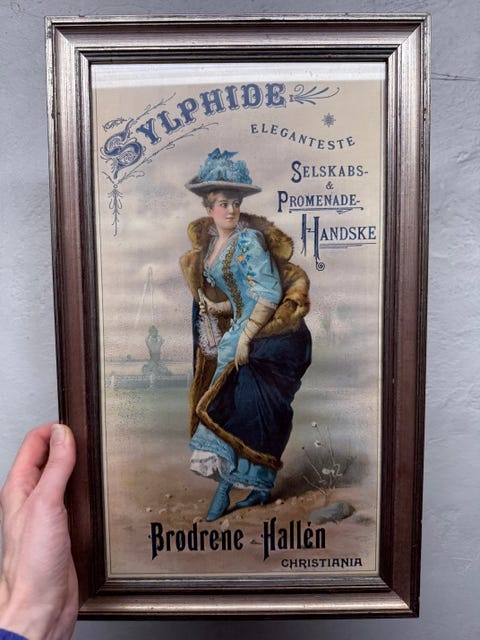 SYLPHIDE
ELEGANTESTE
SELSKABS-
&
PROMENADE-
HANDSKE
Brodrene Hallén
CHRISTIANIA